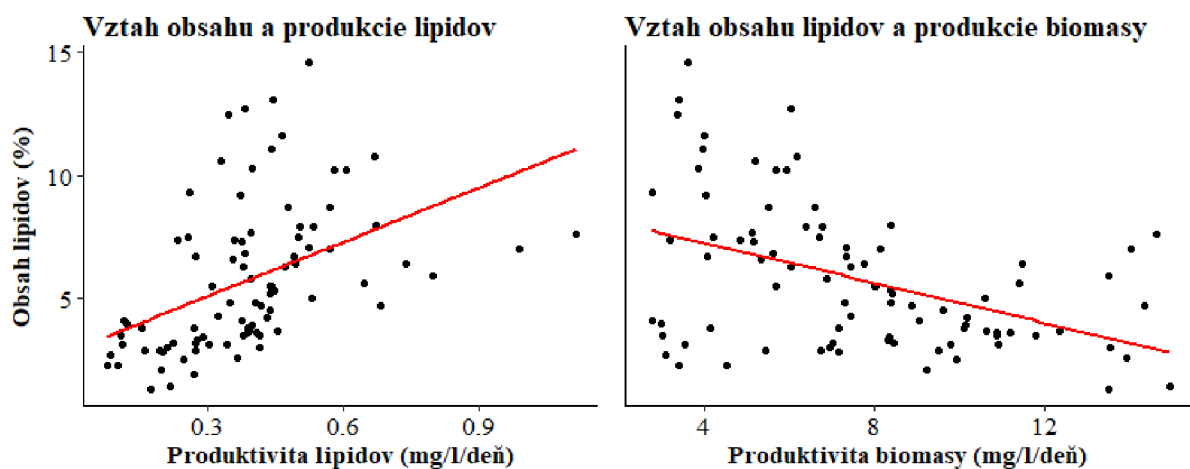 Vztah obsahu a produkcie lipidov
Vztah obsahu lipidov a produkcie biomasy
Obsah lipidov (%)
15
10
5
0.3 0.6 0.9
4 8 12
Produktivita lipidov (mg/l/deň)
Produktivita biomasy (mg/l/deň)